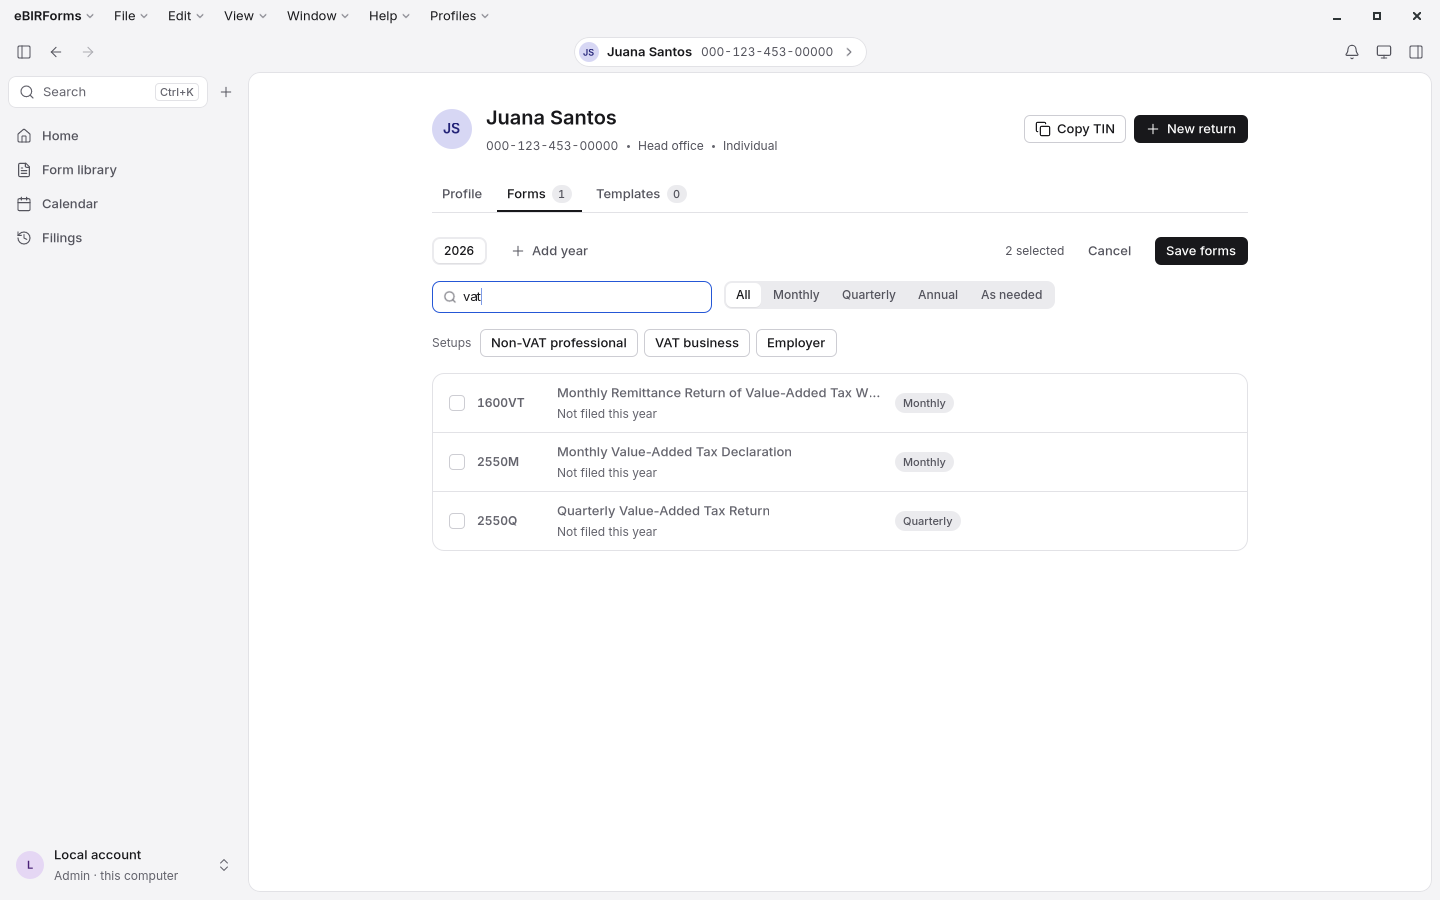 eBIRForms File Edit View Window Help Profiles
JS Juana Santos 000-123-453-00000
Search Ctrl+K
Home
Form library
Calendar
Filings
JS Juana Santos
000-123-453-00000 • Head office • Individual
Copy TIN New return
Profile Forms 1 Templates 0
2026 Add year 2 selected Cancel Save forms
vat All Monthly Quarterly Annual As needed
Setups Non-VAT professional VAT business Employer
1600VT Monthly Remittance Return of Value-Added Tax W... Monthly
Not filed this year
2550M Monthly Value-Added Tax Declaration Monthly
Not filed this year
2550Q Quarterly Value-Added Tax Return Quarterly
Not filed this year
L Local account
Admin · this computer